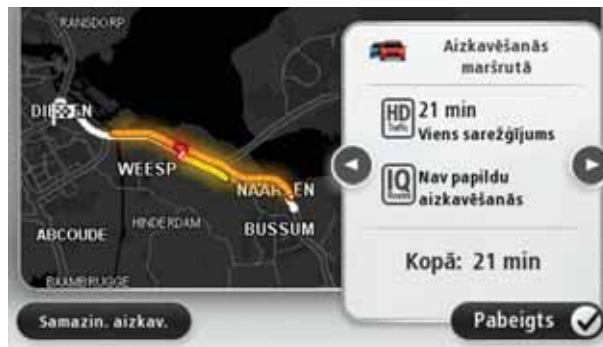 RANSDORP
DIEMEN
WEESP
NAARDEN
HINDERDAM
BUSSUM
ABCOUDE
BAAMBRUGGE
Aizkavēšanās
maršrutā
HD
Traffic
21 min
Viens sarežģījums
IQ
Nav papildu
aizkavēšanās
Kopā: 21 min
Samazin. aizkav.
Pabeigts